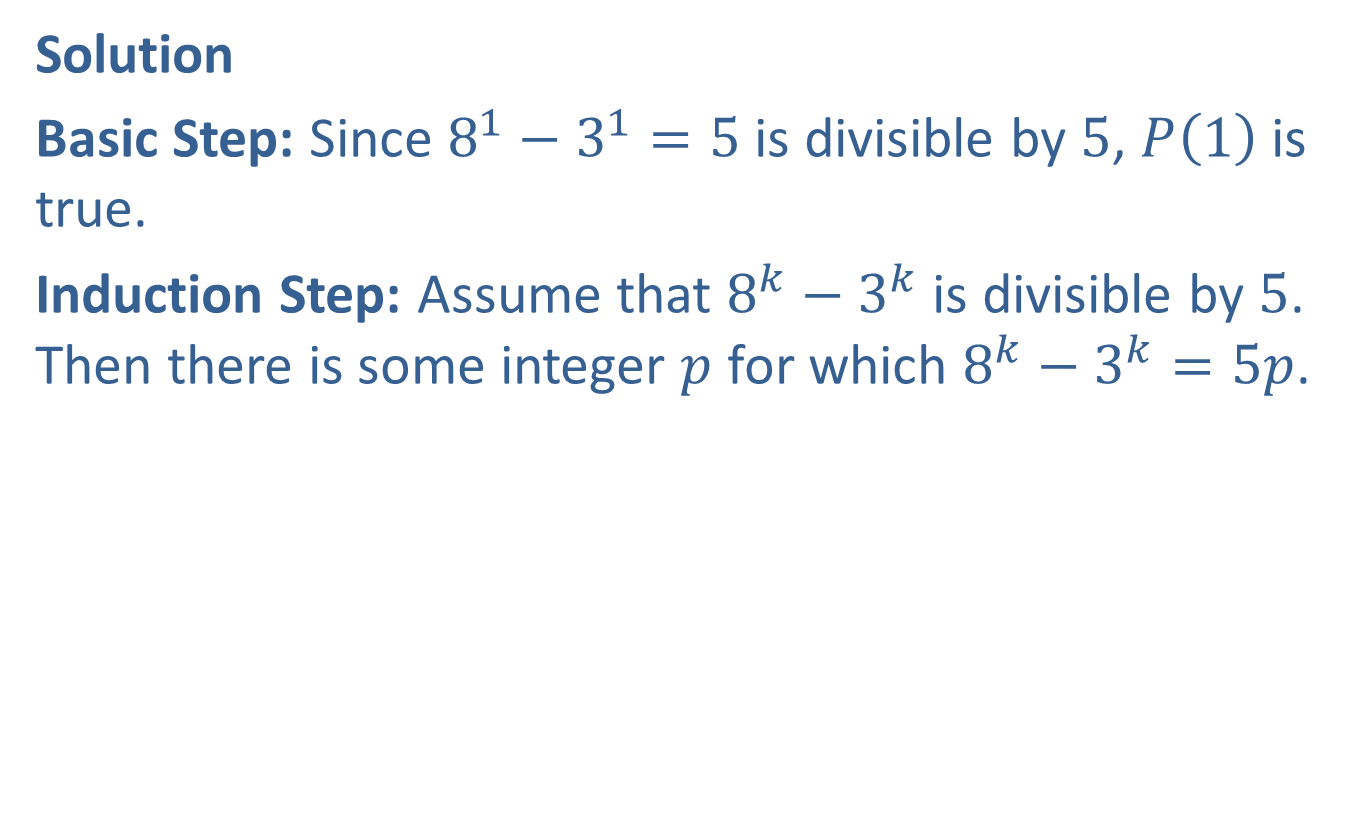 Solution
Basic Step: Since 8¹ − 3¹ = 5 is divisible by 5, P(1) is
true.
Induction Step: Assume that 8ᵏ − 3ᵏ is divisible by 5.
Then there is some integer p for which 8ᵏ − 3ᵏ = 5p.